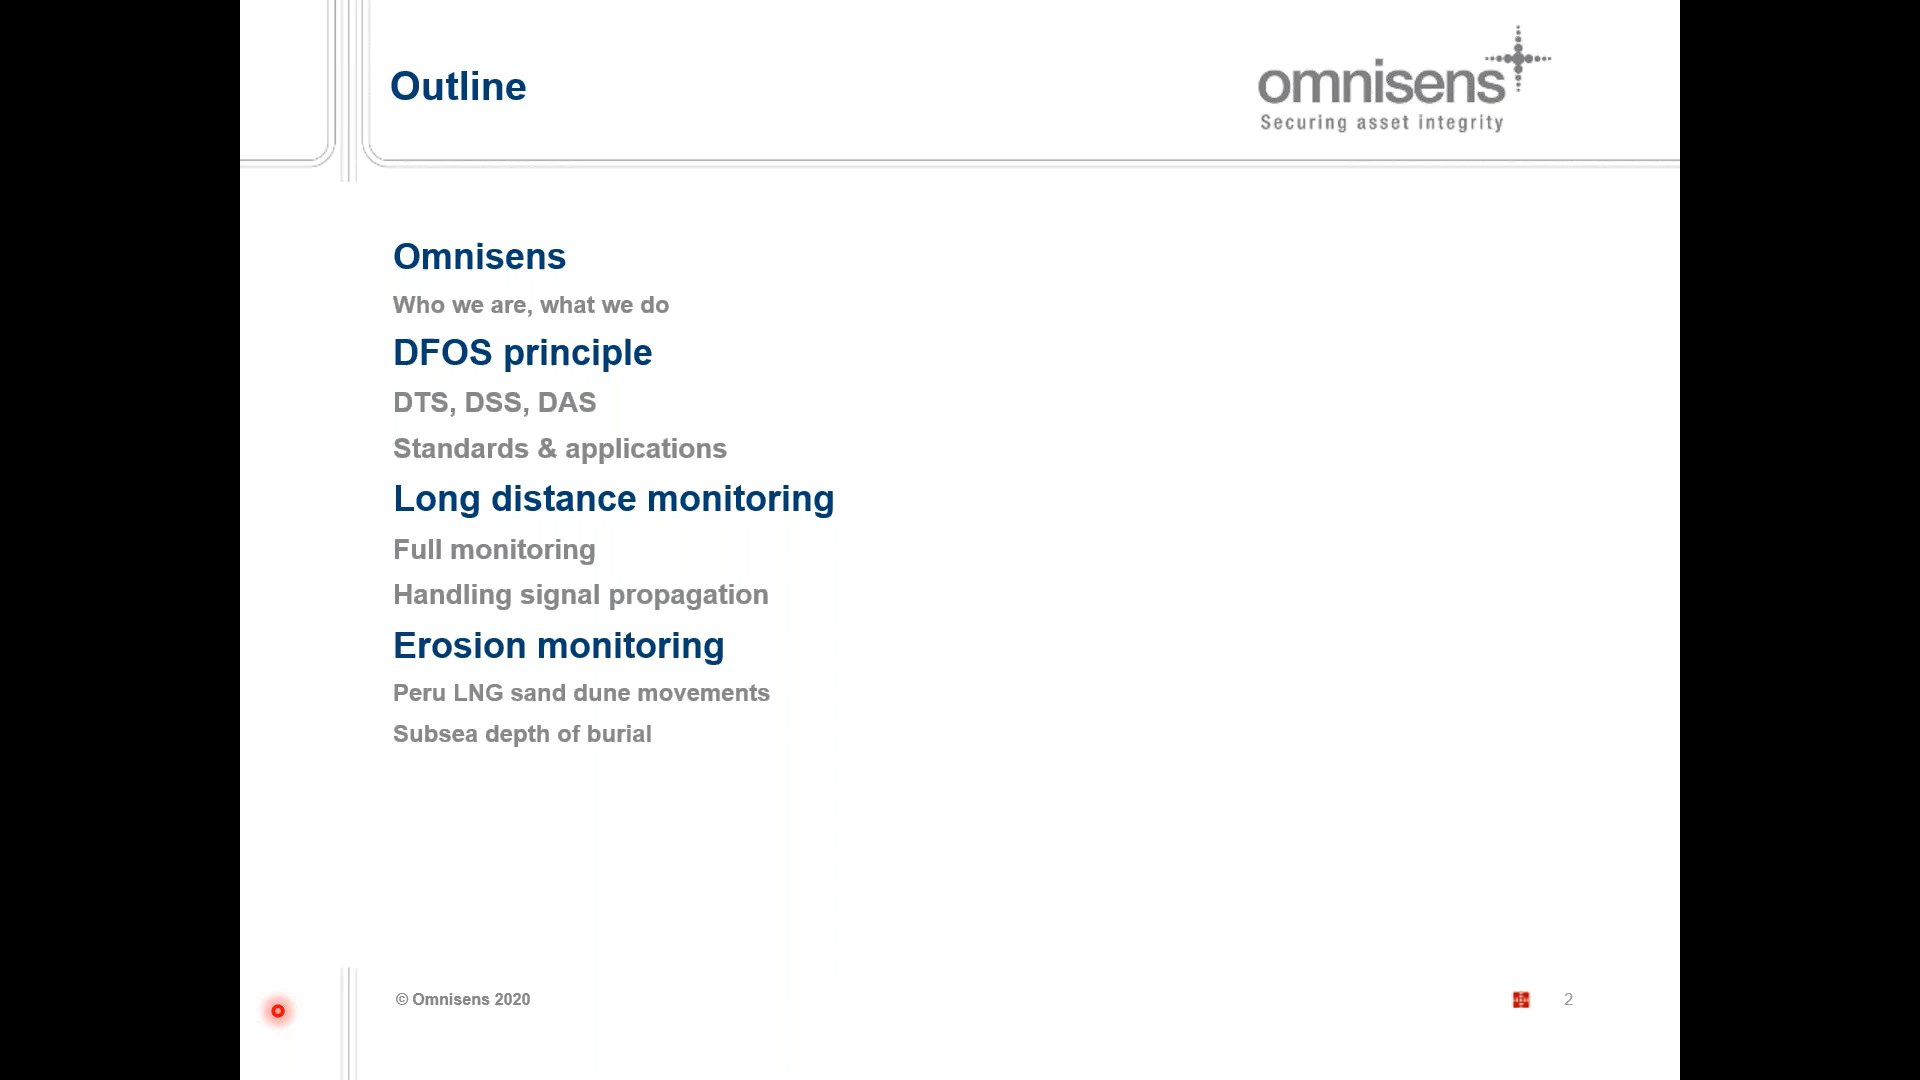 Outline
omnisens
Securing asset integrity
Omnisens
Who we are, what we do
DFOS principle
DTS, DSS, DAS
Standards & applications
Long distance monitoring
Full monitoring
Handling signal propagation
Erosion monitoring
Peru LNG sand dune movements
Subsea depth of burial
© Omnisens 2020
2